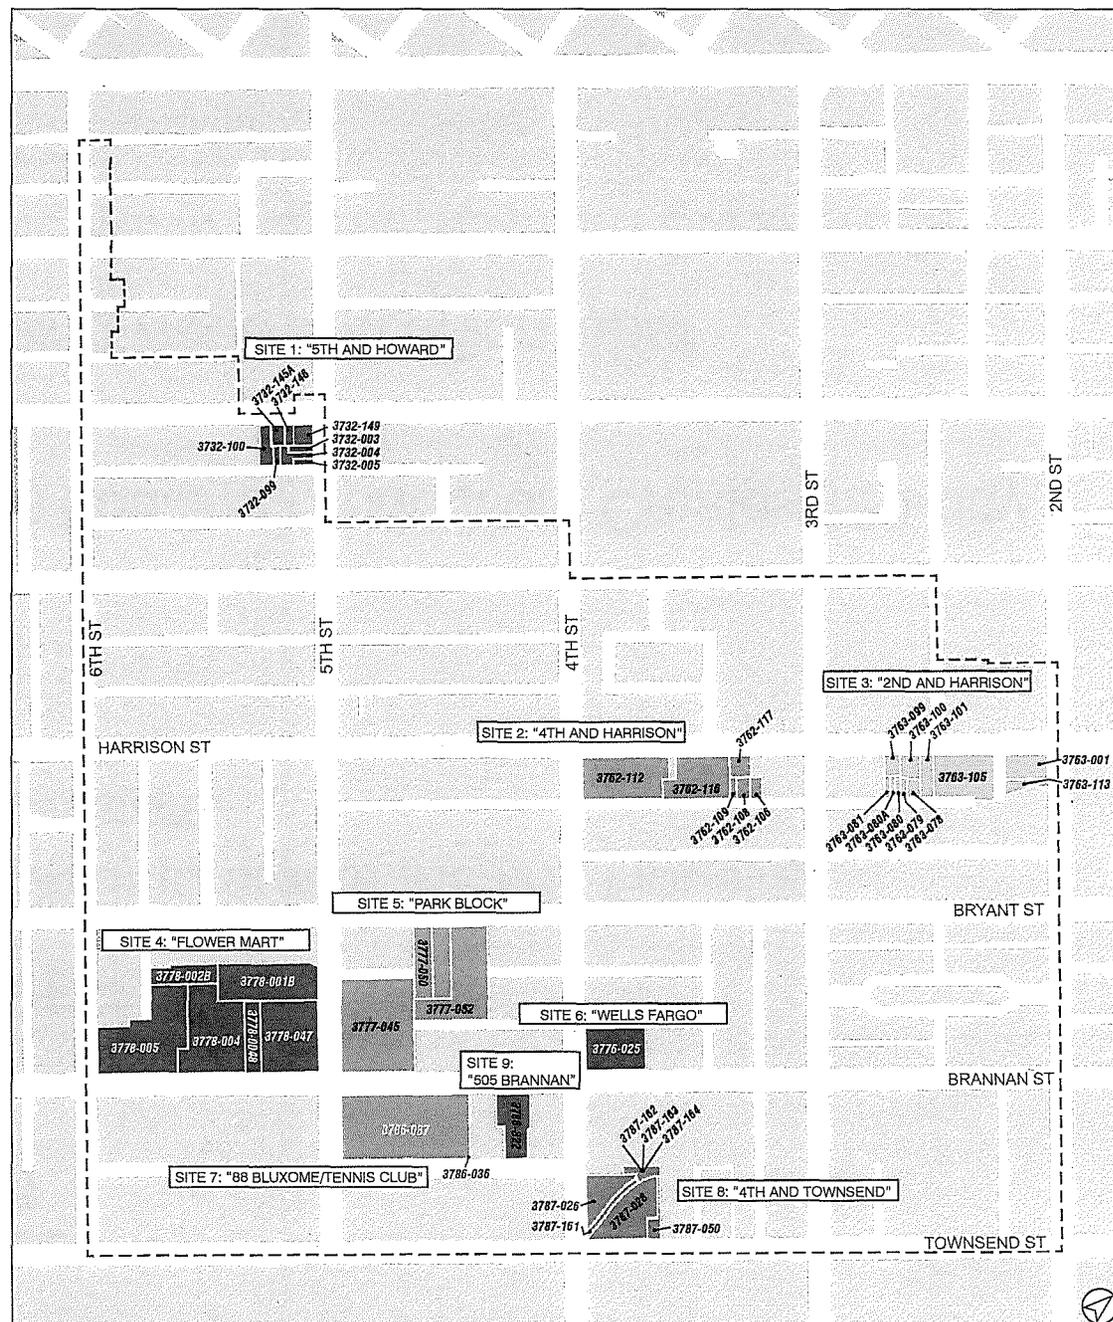 SITE 1: "5TH AND HOWARD"
3732-145A
3732-146
3732-149
3732-003
3732-100
3732-004
3732-005
3732-099
3RD ST
2ND ST
6TH ST
5TH ST
4TH ST
SITE 3: "2ND AND HARRISON"
SITE 2: "4TH AND HARRISON"
HARRISON ST
3762-117
3763-099
3763-100
3763-101
3763-001
3762-112
3762-116
3763-105
3763-113
3762-109
3762-108
3762-106
3763-081
3763-080A
3763-080
3763-079
3763-078
SITE 5: "PARK BLOCK"
BRYANT ST
SITE 4: "FLOWER MART"
3778-002B
3778-001B
3777-050
3777-052
3777-045
SITE 6: "WELLS FARGO"
3778-005
3778-004
3778-004B
3778-047
3776-025
SITE 9:
"505 BRANNAN"
BRANNAN ST
3786-037
3787-162
3787-163
3787-164
3786-036
SITE 7: "88 BLUXOME/TENNIS CLUB"
SITE 8: "4TH AND TOWNSEND"
3787-026
3787-028
3787-161
3787-050
TOWNSEND ST